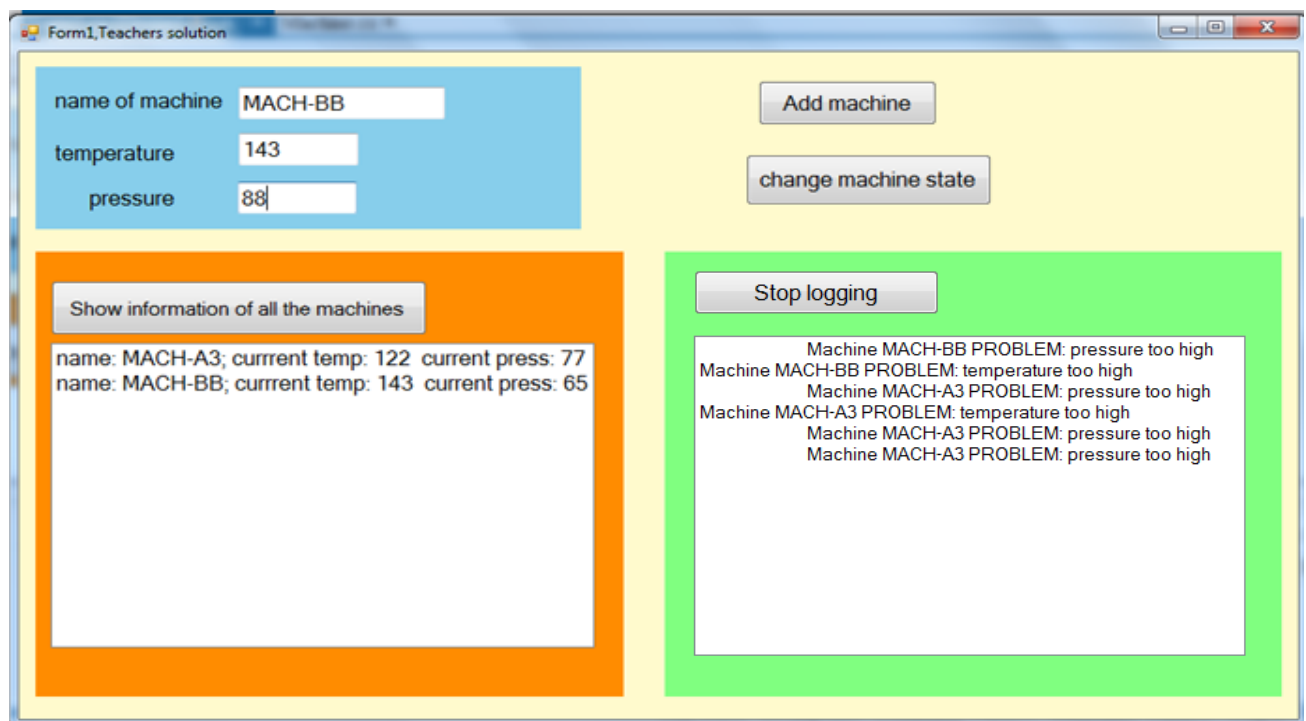 Form1,Teachers solution
name of machine MACH-BB
temperature 143
pressure 88
Add machine
change machine state
Show information of all the machines
name: MACH-A3; currrent temp: 122 current press: 77
name: MACH-BB; currrent temp: 143 current press: 65
Stop logging
Machine MACH-BB PROBLEM: pressure too high
Machine MACH-BB PROBLEM: temperature too high
Machine MACH-A3 PROBLEM: pressure too high
Machine MACH-A3 PROBLEM: temperature too high
Machine MACH-A3 PROBLEM: pressure too high
Machine MACH-A3 PROBLEM: pressure too high